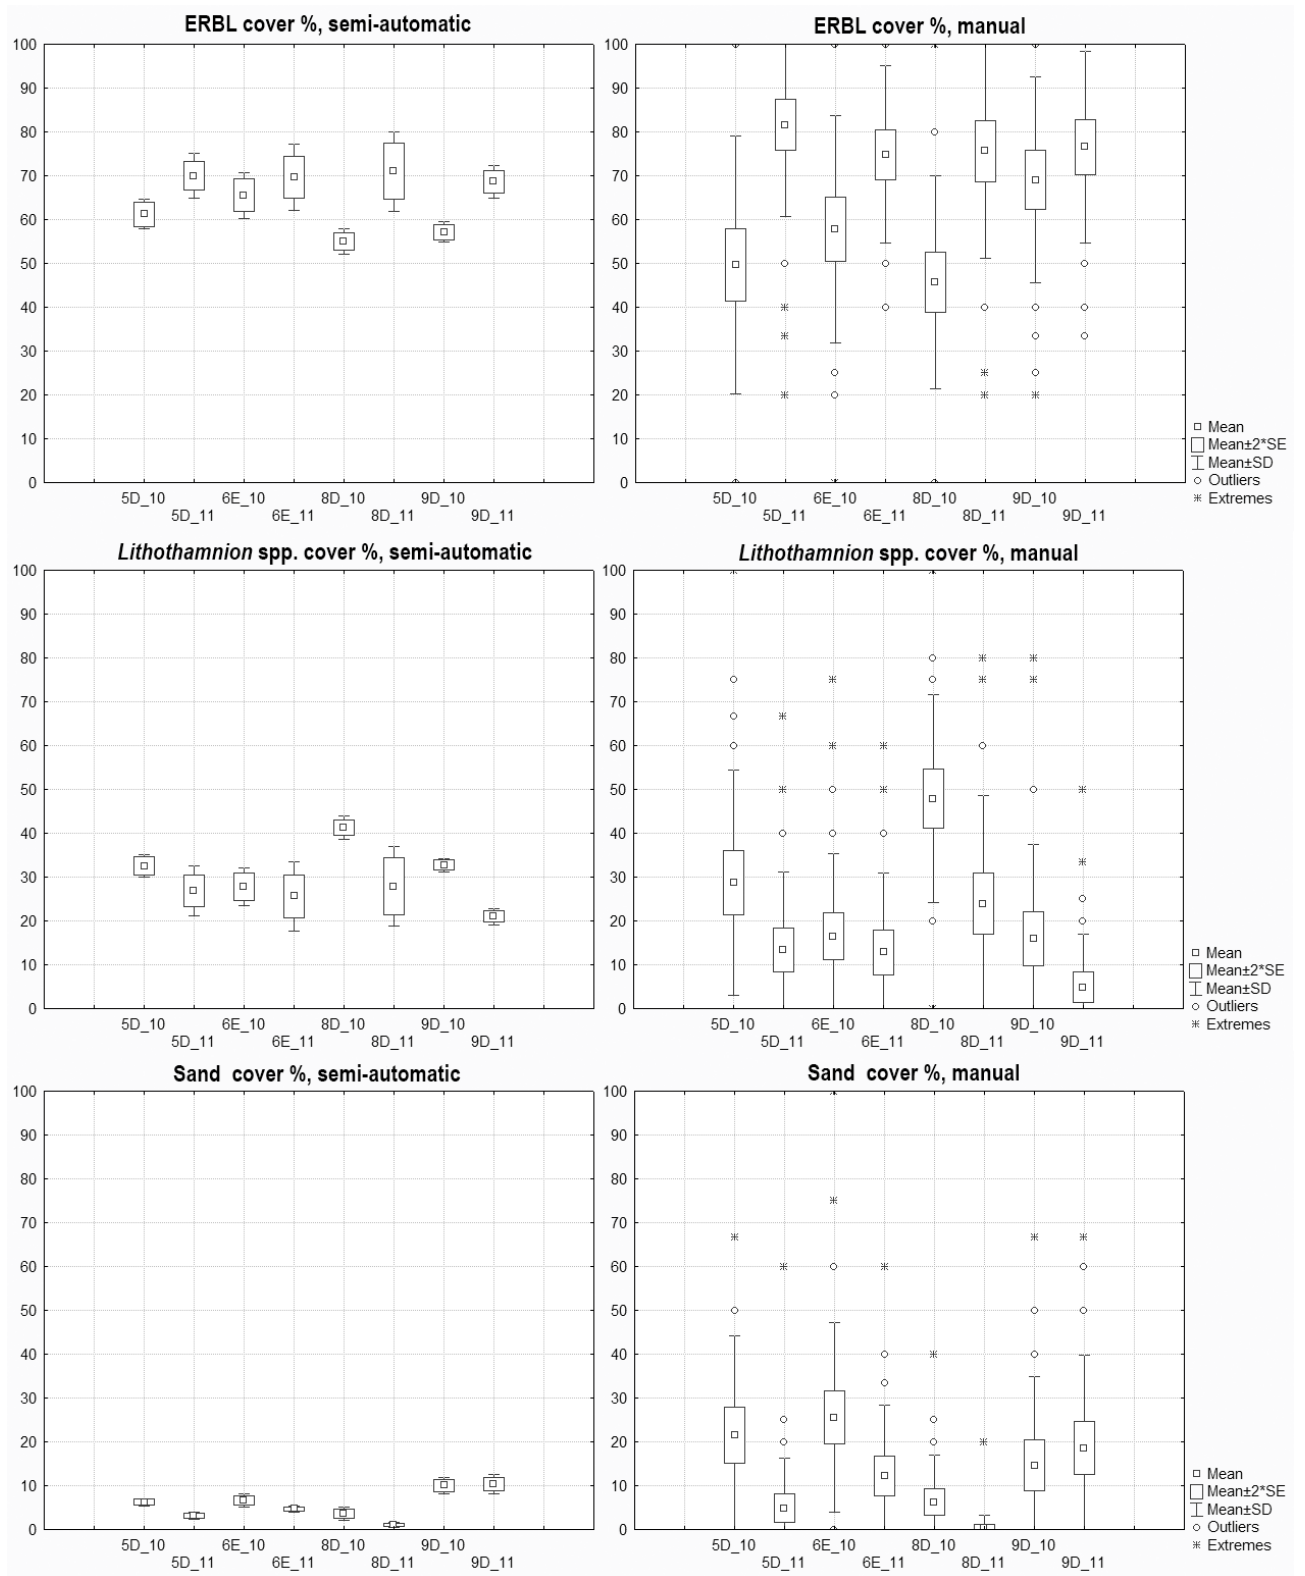 ERBL cover %, semi-automatic
100
90
80
70
60
50
40
30
20
10
0
5D_10 6E_10 8D_10 9D_10
5D_11 6E_11 8D_11 9D_11
ERBL cover %, manual
100
90
80
70
60
50
40
30
20
10
0
5D_10 6E_10 8D_10 9D_10
5D_11 6E_11 8D_11 9D_11
Mean
Mean±2*SE
Mean±SD
Outliers
Extremes
Lithothamnion spp. cover %, semi-automatic
100
90
80
70
60
50
40
30
20
10
0
5D_10 6E_10 8D_10 9D_10
5D_11 6E_11 8D_11 9D_11
Lithothamnion spp. cover %, manual
100
90
80
70
60
50
40
30
20
10
0
5D_10 6E_10 8D_10 9D_10
5D_11 6E_11 8D_11 9D_11
Mean
Mean±2*SE
Mean±SD
Outliers
Extremes
Sand cover %, semi-automatic
100
90
80
70
60
50
40
30
20
10
0
5D_10 6E_10 8D_10 9D_10
5D_11 6E_11 8D_11 9D_11
Sand cover %, manual
100
90
80
70
60
50
40
30
20
10
0
5D_10 6E_10 8D_10 9D_10
5D_11 6E_11 8D_11 9D_11
Mean
Mean±2*SE
Mean±SD
Outliers
Extremes